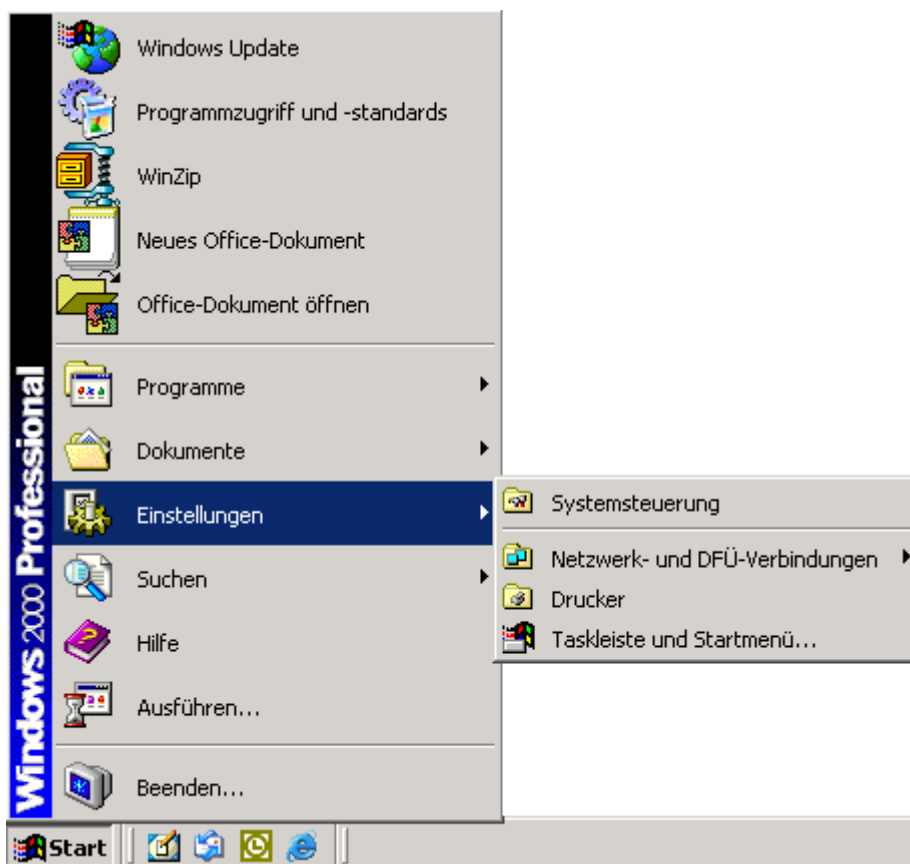 Windows Update
Programmzugriff und -standards
WinZip
Neues Office-Dokument
Office-Dokument öffnen
Programme
Dokumente
Einstellungen
Suchen
Hilfe
Ausführen...
Beenden...
Windows 2000 Professional
Systemsteuerung
Netzwerk- und DFÜ-Verbindungen
Drucker
Taskleiste und Startmenü...
Start